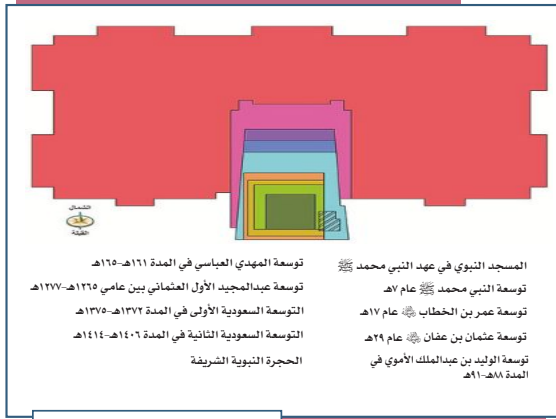 الشمال
القبلة
المسجد النبوي في عهد النبي محمد ﷺ
توسعة النبي محمد ﷺ عام ٧هـ
توسعة عمر بن الخطاب ﷺ عام ١٧هـ
توسعة عثمان بن عفان ﷺ عام ٢٩هـ
توسعة الوليد بن عبدالملك الأموي في
المدة ٨٨هـ-٩١هـ
توسعة المهدي العباسي في المدة ١٦١هـ-١٦٥هـ
توسعة عبدالمجيد الأول العثماني بين عامي ١٢٦٥هـ-١٢٧٧هـ
التوسعة السعودية الأولى في المدة ١٣٧٢هـ-١٣٧٥هـ
التوسعة السعودية الثانية في المدة ١٤٠٦هـ-١٤١٤هـ
الحجرة النبوية الشريفة